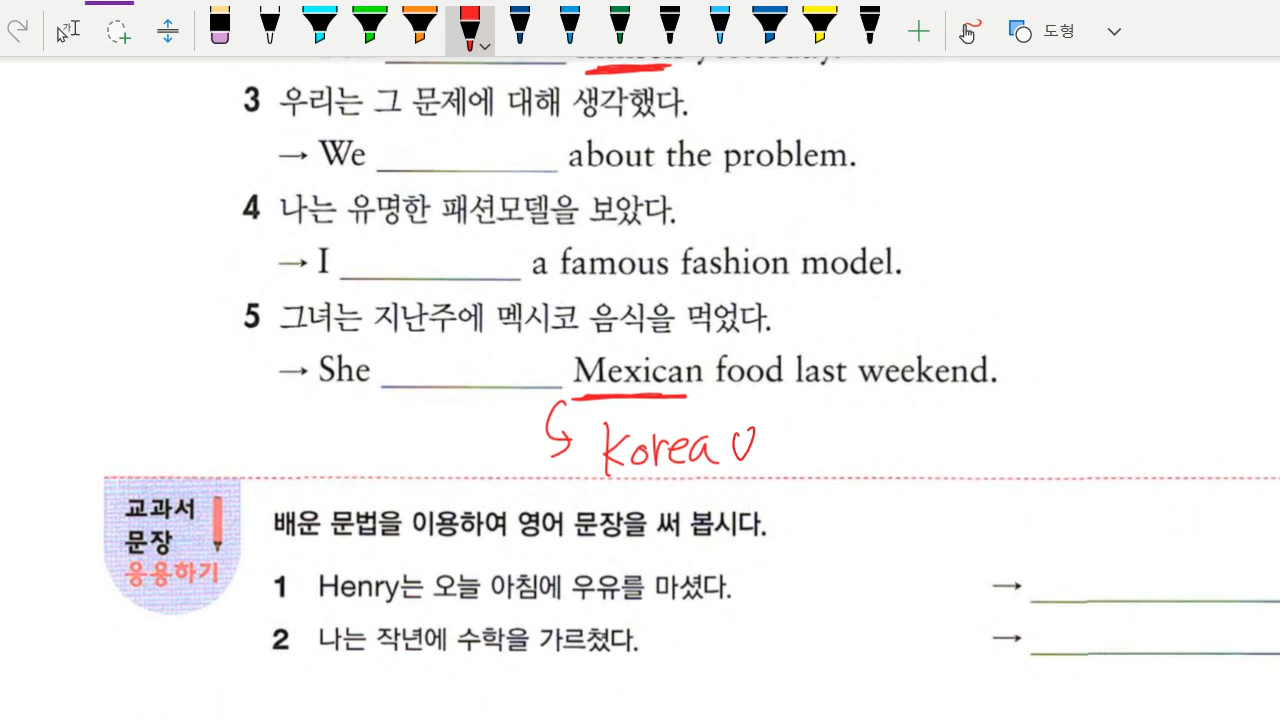 도형
3 우리는 그 문제에 대해 생각했다.
→ We __________ about the problem.
4 나는 유명한 패션모델을 보았다.
→ I __________ a famous fashion model.
5 그녀는 지난주에 멕시코 음식을 먹었다.
→ She __________ Mexican food last weekend.
Korea
교과서
문장
응용하기
배운 문법을 이용하여 영어 문장을 써 봅시다.
1 Henry는 오늘 아침에 우유를 마셨다. → __________
2 나는 작년에 수학을 가르쳤다. → __________